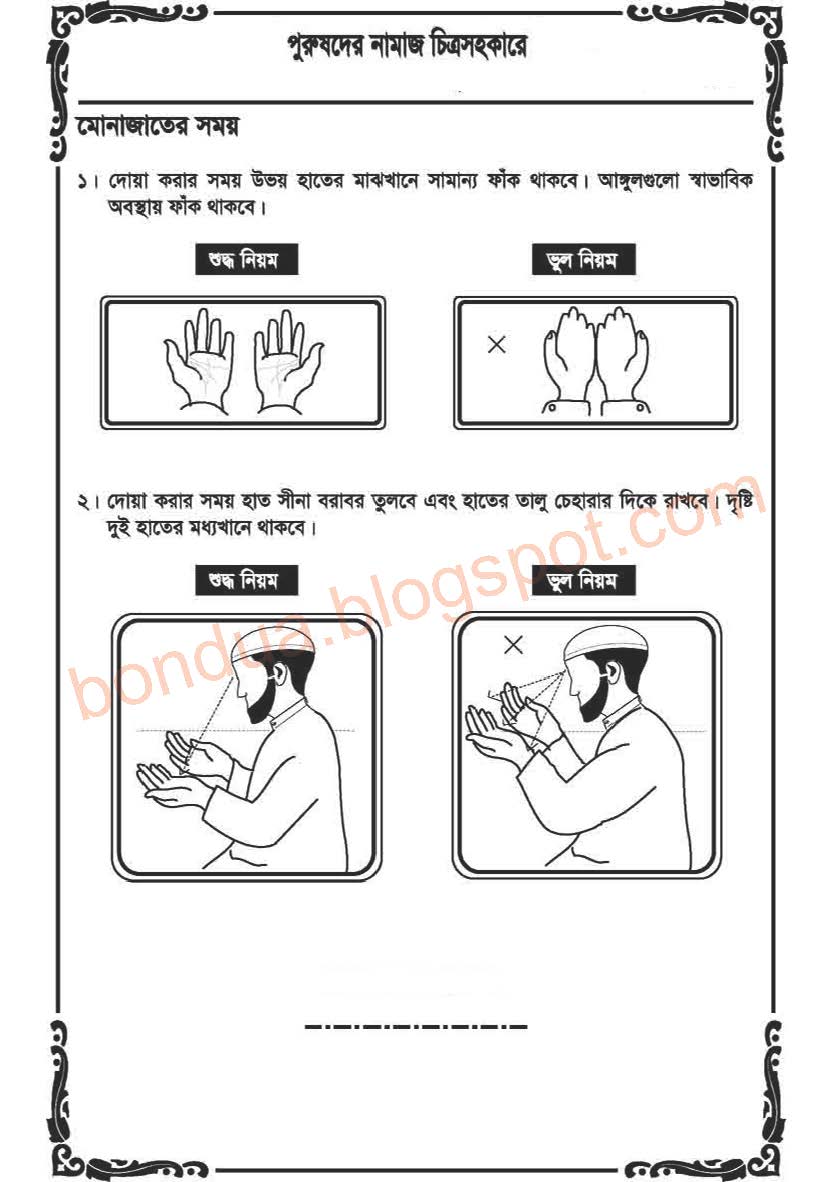 পুরুষদের নামাজ চিত্রসহকারে
মোনাজাতের সময়
১। দোয়া করার সময় উভয় হাতের মাঝখানে সামান্য ফাঁক থাকবে। আঙ্গুলগুলো স্বাভাবিক
অবস্থায় ফাঁক থাকবে।
শুদ্ধ নিয়ম
ভুল নিয়ম
২। দোয়া করার সময় হাত সীনা বরাবর তুলবে এবং হাতের তালু চেহারার দিকে রাখবে। দৃষ্টি
দুই হাতের মধ্যখানে থাকবে।
শুদ্ধ নিয়ম
ভুল নিয়ম
bondua.blogspot.com